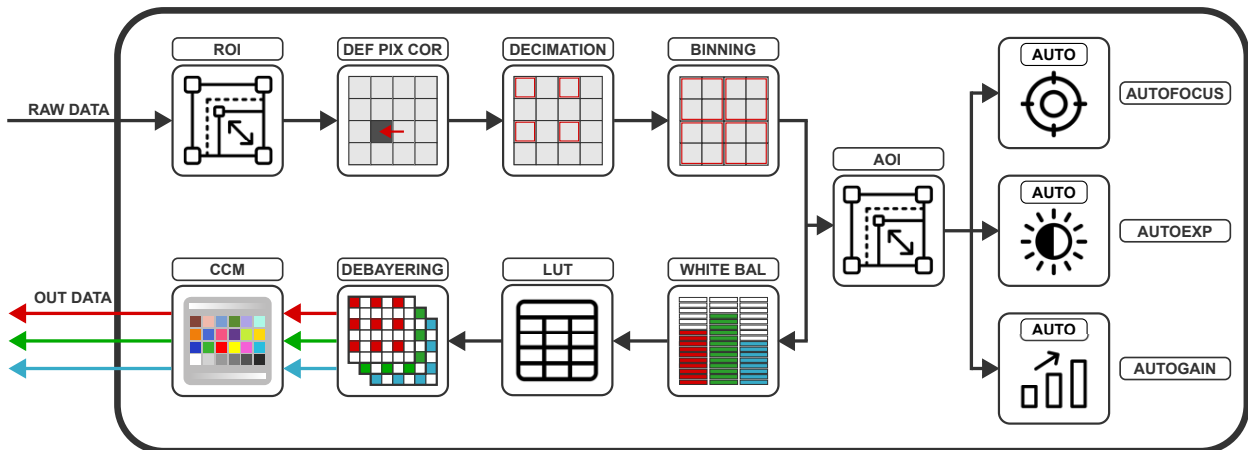 ROI
DEF PIX COR
DECIMATION
BINNING
AUTO
AUTOFOCUS
RAW DATA
AOI
AUTO
AUTOEXP
CCM
DEBAYERING
LUT
WHITE BAL
OUT DATA
AUTO
AUTOGAIN